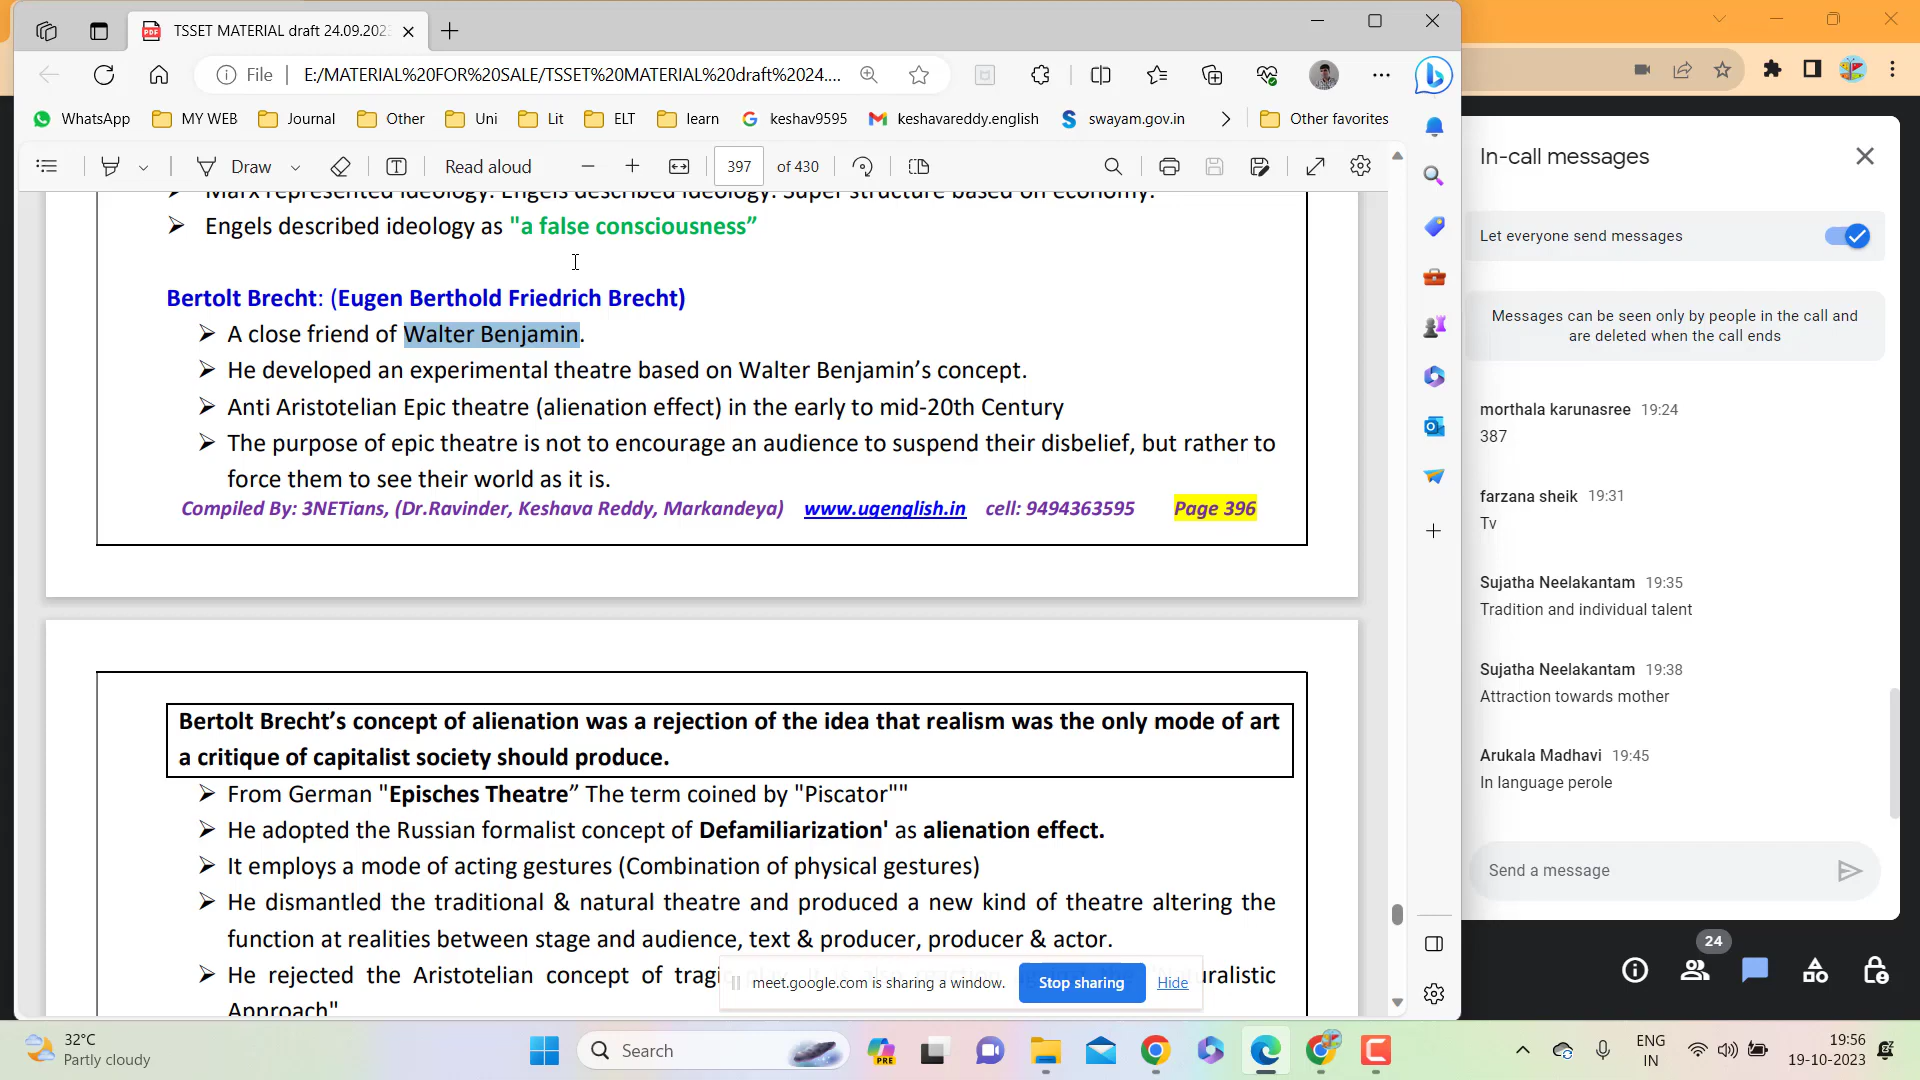 TSSET MATERIAL draft 24.09.202
File
E:/MATERIAL%20FOR%20SALE/TSSET%20MATERIAL%20draft%2024....
WhatsApp
MY WEB
Journal
Other
Uni
Lit
ELT
learn
keshav9595
keshavareddy.english
swayam.gov.in
Other favorites
Draw
Read aloud
397 of 430
Marx represented ideology. Engels described ideology. Super structure based on economy.
Engels described ideology as "a false consciousness”
Bertolt Brecht: (Eugen Berthold Friedrich Brecht)
A close friend of Walter Benjamin.
He developed an experimental theatre based on Walter Benjamin’s concept.
Anti Aristotelian Epic theatre (alienation effect) in the early to mid-20th Century
The purpose of epic theatre is not to encourage an audience to suspend their disbelief, but rather to
force them to see their world as it is.
Compiled By: 3NETians, (Dr.Ravinder, Keshava Reddy, Markandeya) www.ugenglish.in cell: 9494363595 Page 396
Bertolt Brecht’s concept of alienation was a rejection of the idea that realism was the only mode of art
a critique of capitalist society should produce.
From German "Episches Theatre” The term coined by "Piscator""
He adopted the Russian formalist concept of Defamiliarization' as alienation effect.
It employs a mode of acting gestures (Combination of physical gestures)
He dismantled the traditional & natural theatre and produced a new kind of theatre altering the
function at realities between stage and audience, text & producer, producer & actor.
He rejected the Aristotelian concept of
Approach"
meet.google.com is sharing a window.
Stop sharing
Hide
In-call messages
Let everyone send messages
Messages can be seen only by people in the call and
are deleted when the call ends
morthala karunasree 19:24
387
farzana sheik 19:31
Tv
Sujatha Neelakantam 19:35
Tradition and individual talent
Sujatha Neelakantam 19:38
Attraction towards mother
Arukala Madhavi 19:45
In language perole
Send a message
24
32°C
Partly cloudy
Search
PRE
ENG
IN
19:56
19-10-2023